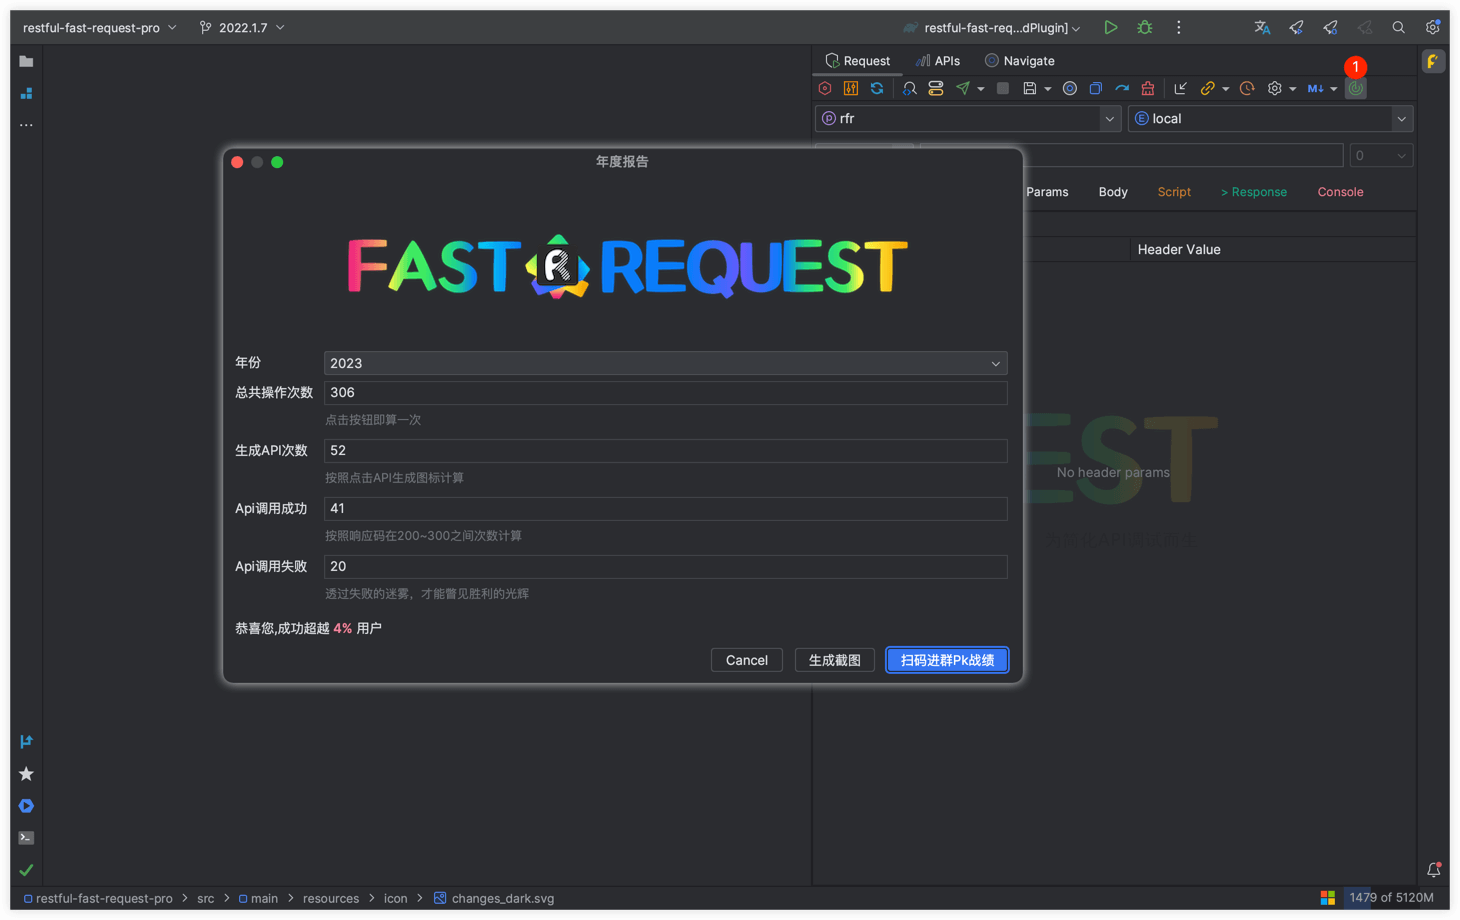 restful-fast-request-pro
2022.1.7
restful-fast-req...dPlugin]
Request
APIs
Navigate
1
M↓
rfr
local
0
年度报告
Params
Body
Script
> Response
Console
FAST REQUEST
Header Value
年份
2023
总共操作次数
306
点击按钮即算一次
生成API次数
52
按照点击API生成图标计算
No header params
Api调用成功
41
按照响应码在200~300之间次数计算
Api调用失败
20
透过失败的迷雾，才能瞥见胜利的光辉
恭喜您,成功超越 4% 用户
Cancel
生成截图
扫码进群Pk战绩
restful-fast-request-pro > src > main > resources > icon > changes_dark.svg
1479 of 5120M